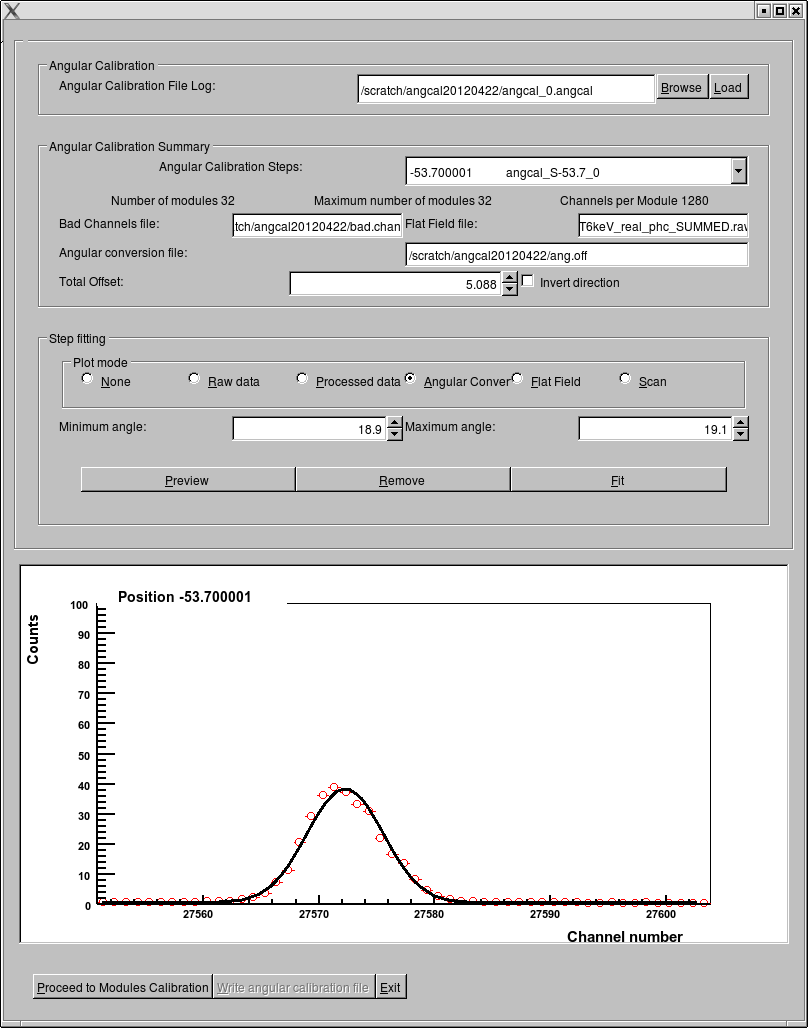 Angular Calibration
Angular Calibration File Log: /scratch/angcal20120422/angcal_0.angcal Browse Load
Angular Calibration Summary
Angular Calibration Steps: -53.700001 angcal_S-53.7_0
Number of modules 32 Maximum number of modules 32 Channels per Module 1280
Bad Channels file: tch/angcal20120422/bad.chan Flat Field file: T6keV_real_phc_SUMMED.raw
Angular conversion file: /scratch/angcal20120422/ang.off
Total Offset: 5.088 Invert direction
Step fitting
Plot mode
None Raw data Processed data Angular Conver Flat Field Scan
Minimum angle: 18.9 Maximum angle: 19.1
Preview Remove Fit
Position -53.700001
Counts
100
90
80
70
60
50
40
30
20
10
0
27560 27570 27580 27590 27600
Channel number
Proceed to Modules Calibration Write angular calibration file Exit